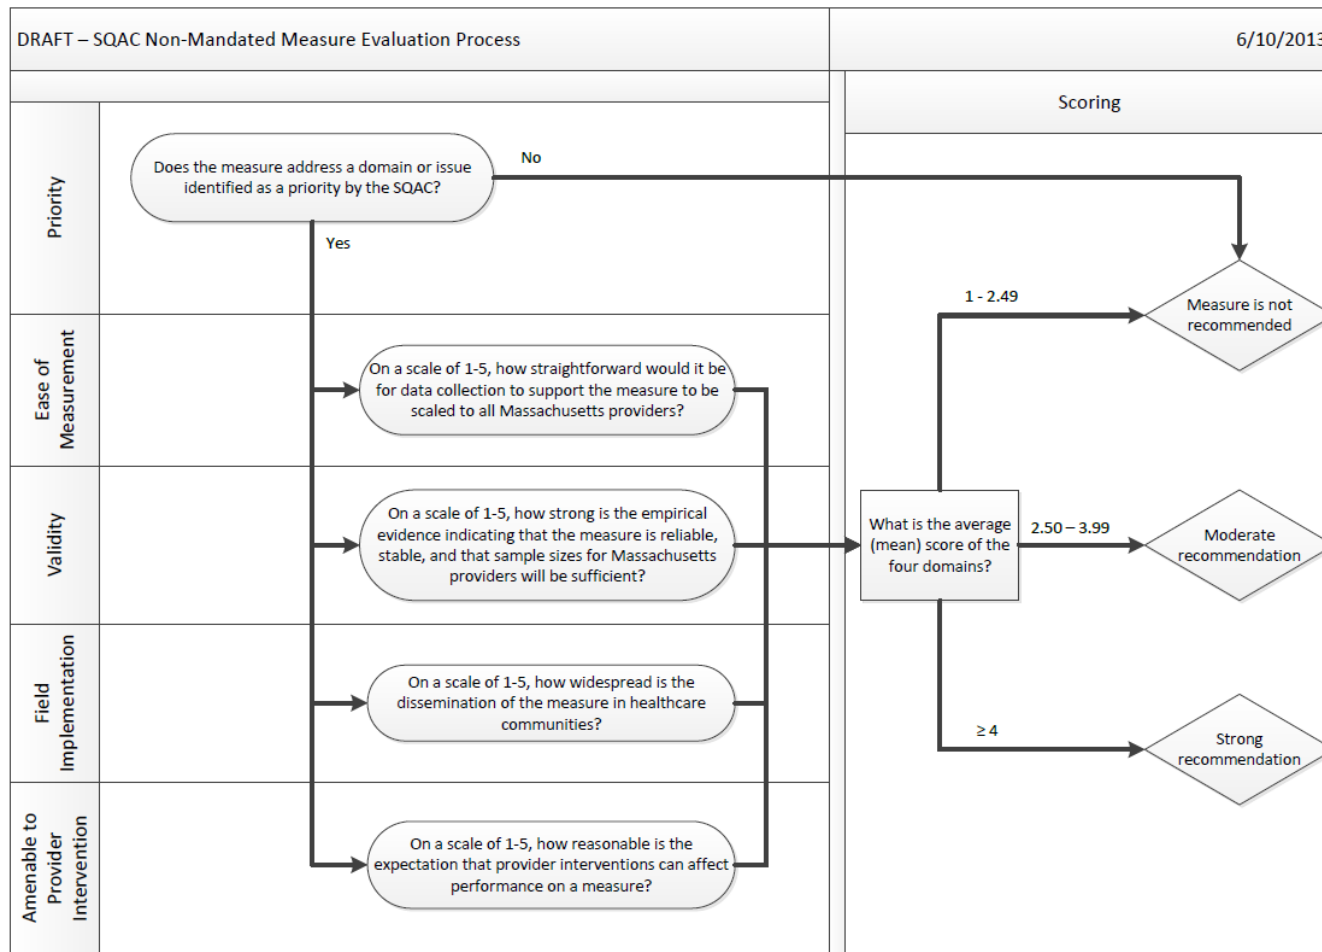 DRAFT – SQAC Non-Mandated Measure Evaluation Process
6/10/2013
Scoring
Priority
Does the measure address a domain or issue
identified as a priority by the SQAC?
No
Yes
1 - 2.49
Measure is not
recommended
Ease of
Measurement
On a scale of 1-5, how straightforward would it be
for data collection to support the measure to be
scaled to all Massachusetts providers?
Validity
On a scale of 1-5, how strong is the empirical
evidence indicating that the measure is reliable,
stable, and that sample sizes for Massachusetts
providers will be sufficient?
What is the average
(mean) score of the
four domains?
2.50 – 3.99
Moderate
recommendation
Field
Implementation
On a scale of 1-5, how widespread is the
dissemination of the measure in healthcare
communities?
≥ 4
Strong
recommendation
Amenable to
Provider
Intervention
On a scale of 1-5, how reasonable is the
expectation that provider interventions can affect
performance on a measure?